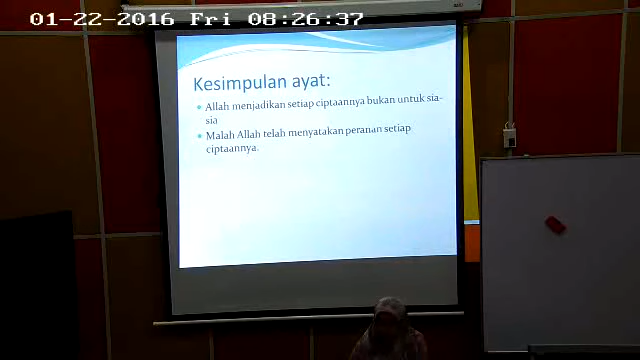 01-22-2016 Fri 08:26:37
Kesimpulan ayat:
Allah menjadikan setiap ciptaannya bukan untuk sia-
sia
Malah Allah telah menyatakan peranan setiap
ciptaannya.